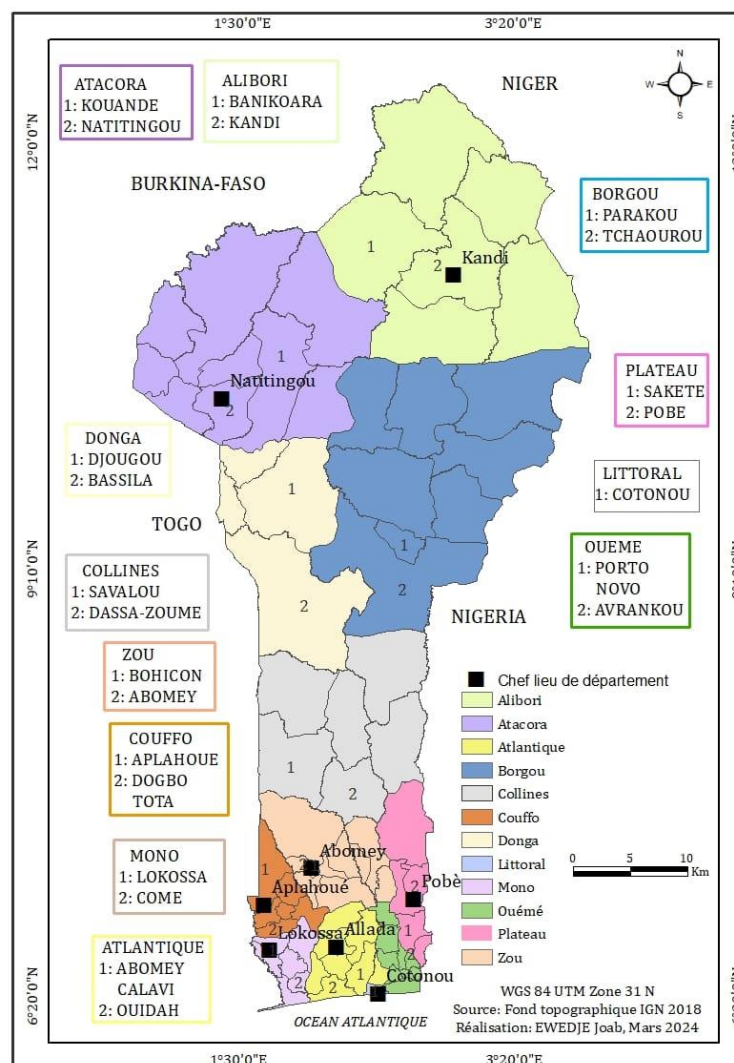 1°30'0"E
3°20'0"E
12°0'0"N
9°10'0"N
6°20'0"N
N
W
E
S
ATACORA
1: KOUANDE
2: NATITINGOU
ALIBORI
1: BANIKOARA
2: KANDI
NIGER
BURKINA-FASO
BORGOU
1: PARAKOU
2: TCHAOUROU
1
2
Kandi
1
Natitingou
2
PLATEAU
1: SAKETE
2: POBE
DONGA
1: DJOUGOU
2: BASSILA
1
LITTORAL
1: COTONOU
TOGO
1
OUEME
1: PORTO
NOVO
2: AVRANKOU
COLLINES
1: SAVALOU
2: DASSA-ZOUME
2
2
NIGERIA
ZOU
1: BOHICON
2: ABOMEY
1
2
COUFFO
1: APLAHOUE
2: DOGBO
TOTA
MONO
1: LOKOSSA
2: COME
ATLANTIQUE
1: ABOMEY
CALAVI
2: OUIDAH
Abomey
1
Aplahoué
2
Pobè
2
1
2
Lokossa
Allada
2
1
2
Cotonou
OCEAN ATLANTIQUE
Chef lieu de département
Alibori
Atacora
Atlantique
Borgou
Collines
Couffo
Donga
Littoral
Mono
Ouémé
Plateau
Zou
0 5 10
Km
WGS 84 UTM Zone 31 N
Source: Fond topographique IGN 2018
Réalisation: EWEDJE Joab, Mars 2024
1°30'0"E
3°20'0"E